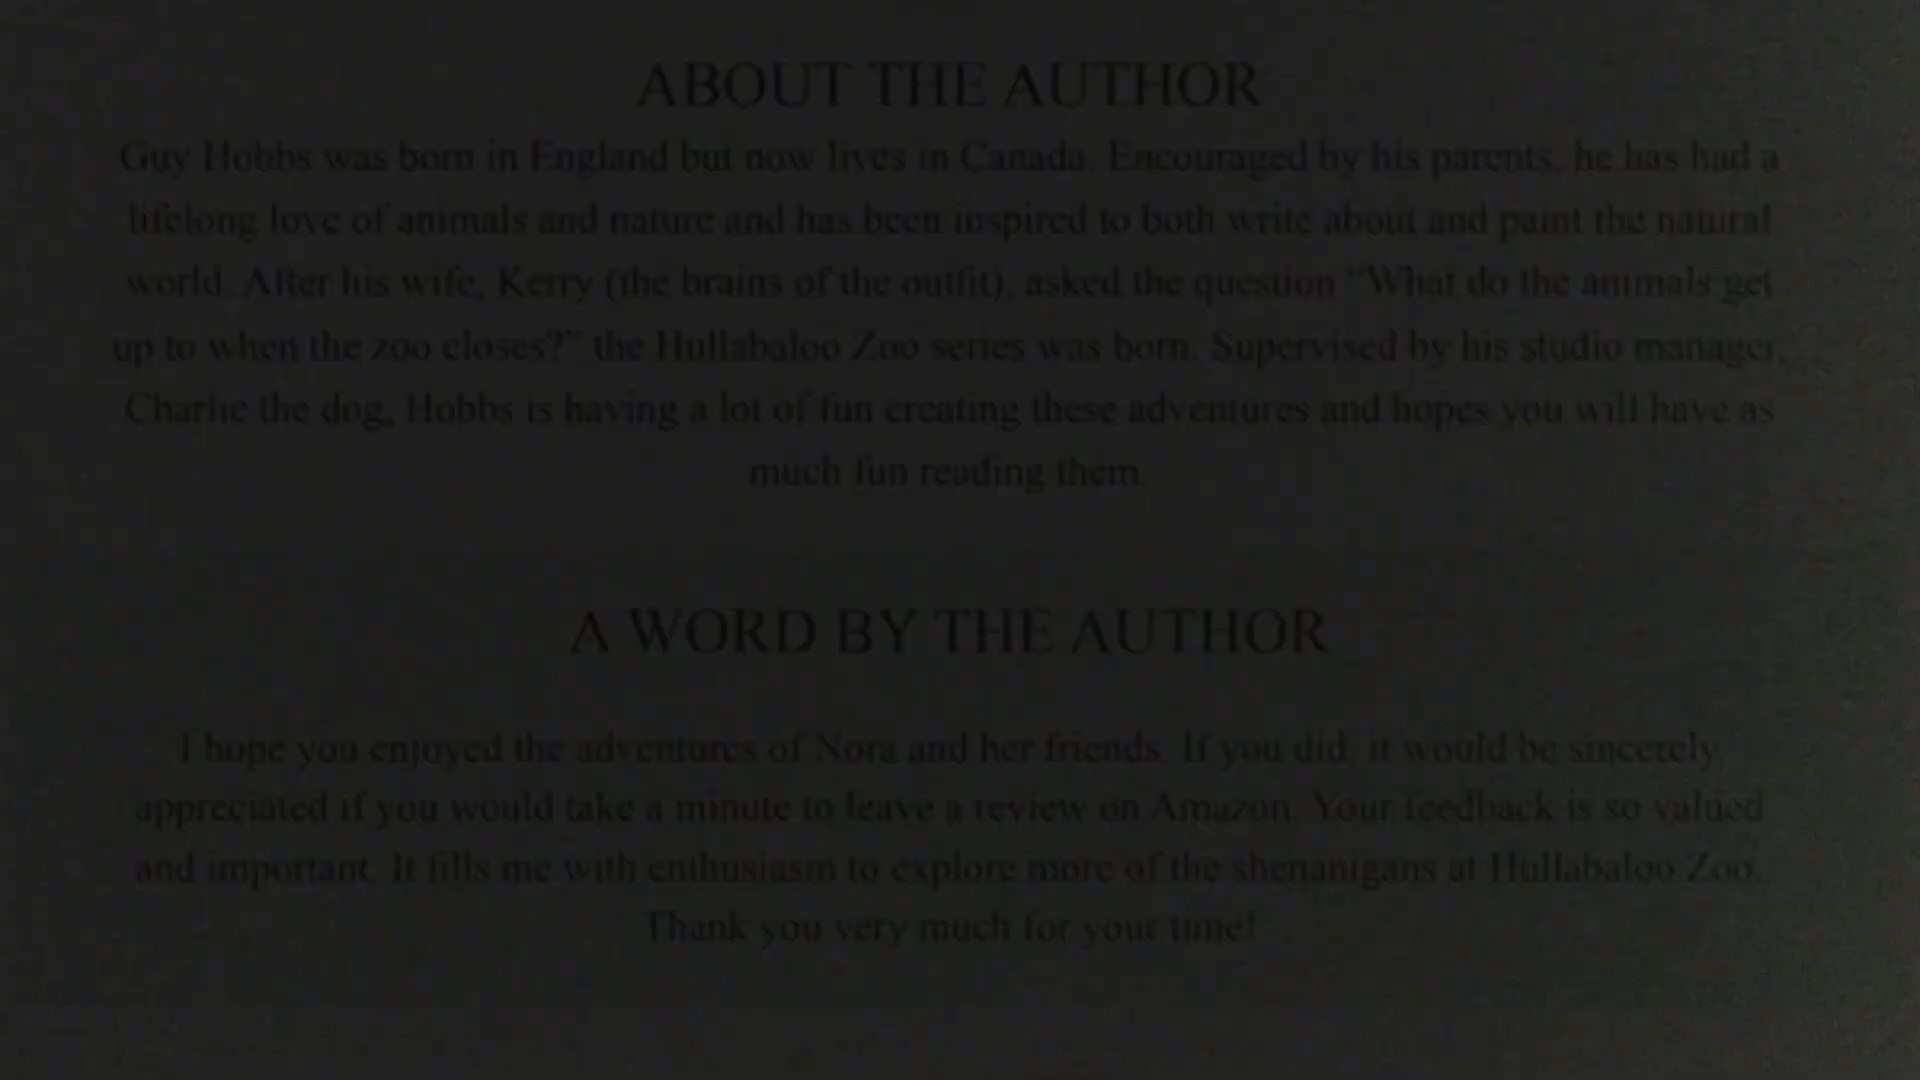 ABOUT THE AUTHOR
Guy Hobbs was born in England but now lives in Canada. Encouraged by his parents, he has had a
lifelong love of animals and nature and has been inspired to both write about and paint the natural
world. After his wife, Kerry (the brains of the outfit), asked the question "What do the animals get
up to when the zoo closes?" the Hullabaloo Zoo series was born. Supervised by his studio manager,
Charlie the dog, Hobbs is having a lot of fun creating these adventures and hopes you will have as
much fun reading them.
A WORD BY THE AUTHOR
I hope you enjoyed the adventures of Nora and her friends. If you did, it would be sincerely
appreciated if you would take a minute to leave a review on Amazon. Your feedback is so valued
and important. It fills me with enthusiasm to explore more of the shenanigans at Hullabaloo Zoo.
Thank you very much for your time!